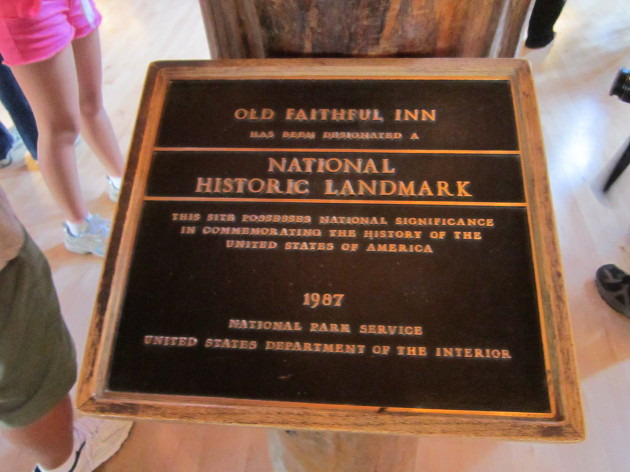 OLD FAITHFUL INN
HAS BEEN DESIGNATED A
NATIONAL
HISTORIC LANDMARK
THIS SITE POSSESSES NATIONAL SIGNIFICANCE
IN COMMEMORATING THE HISTORY OF THE
UNITED STATES OF AMERICA
1987
NATIONAL PARK SERVICE
UNITED STATES DEPARTMENT OF THE INTERIOR